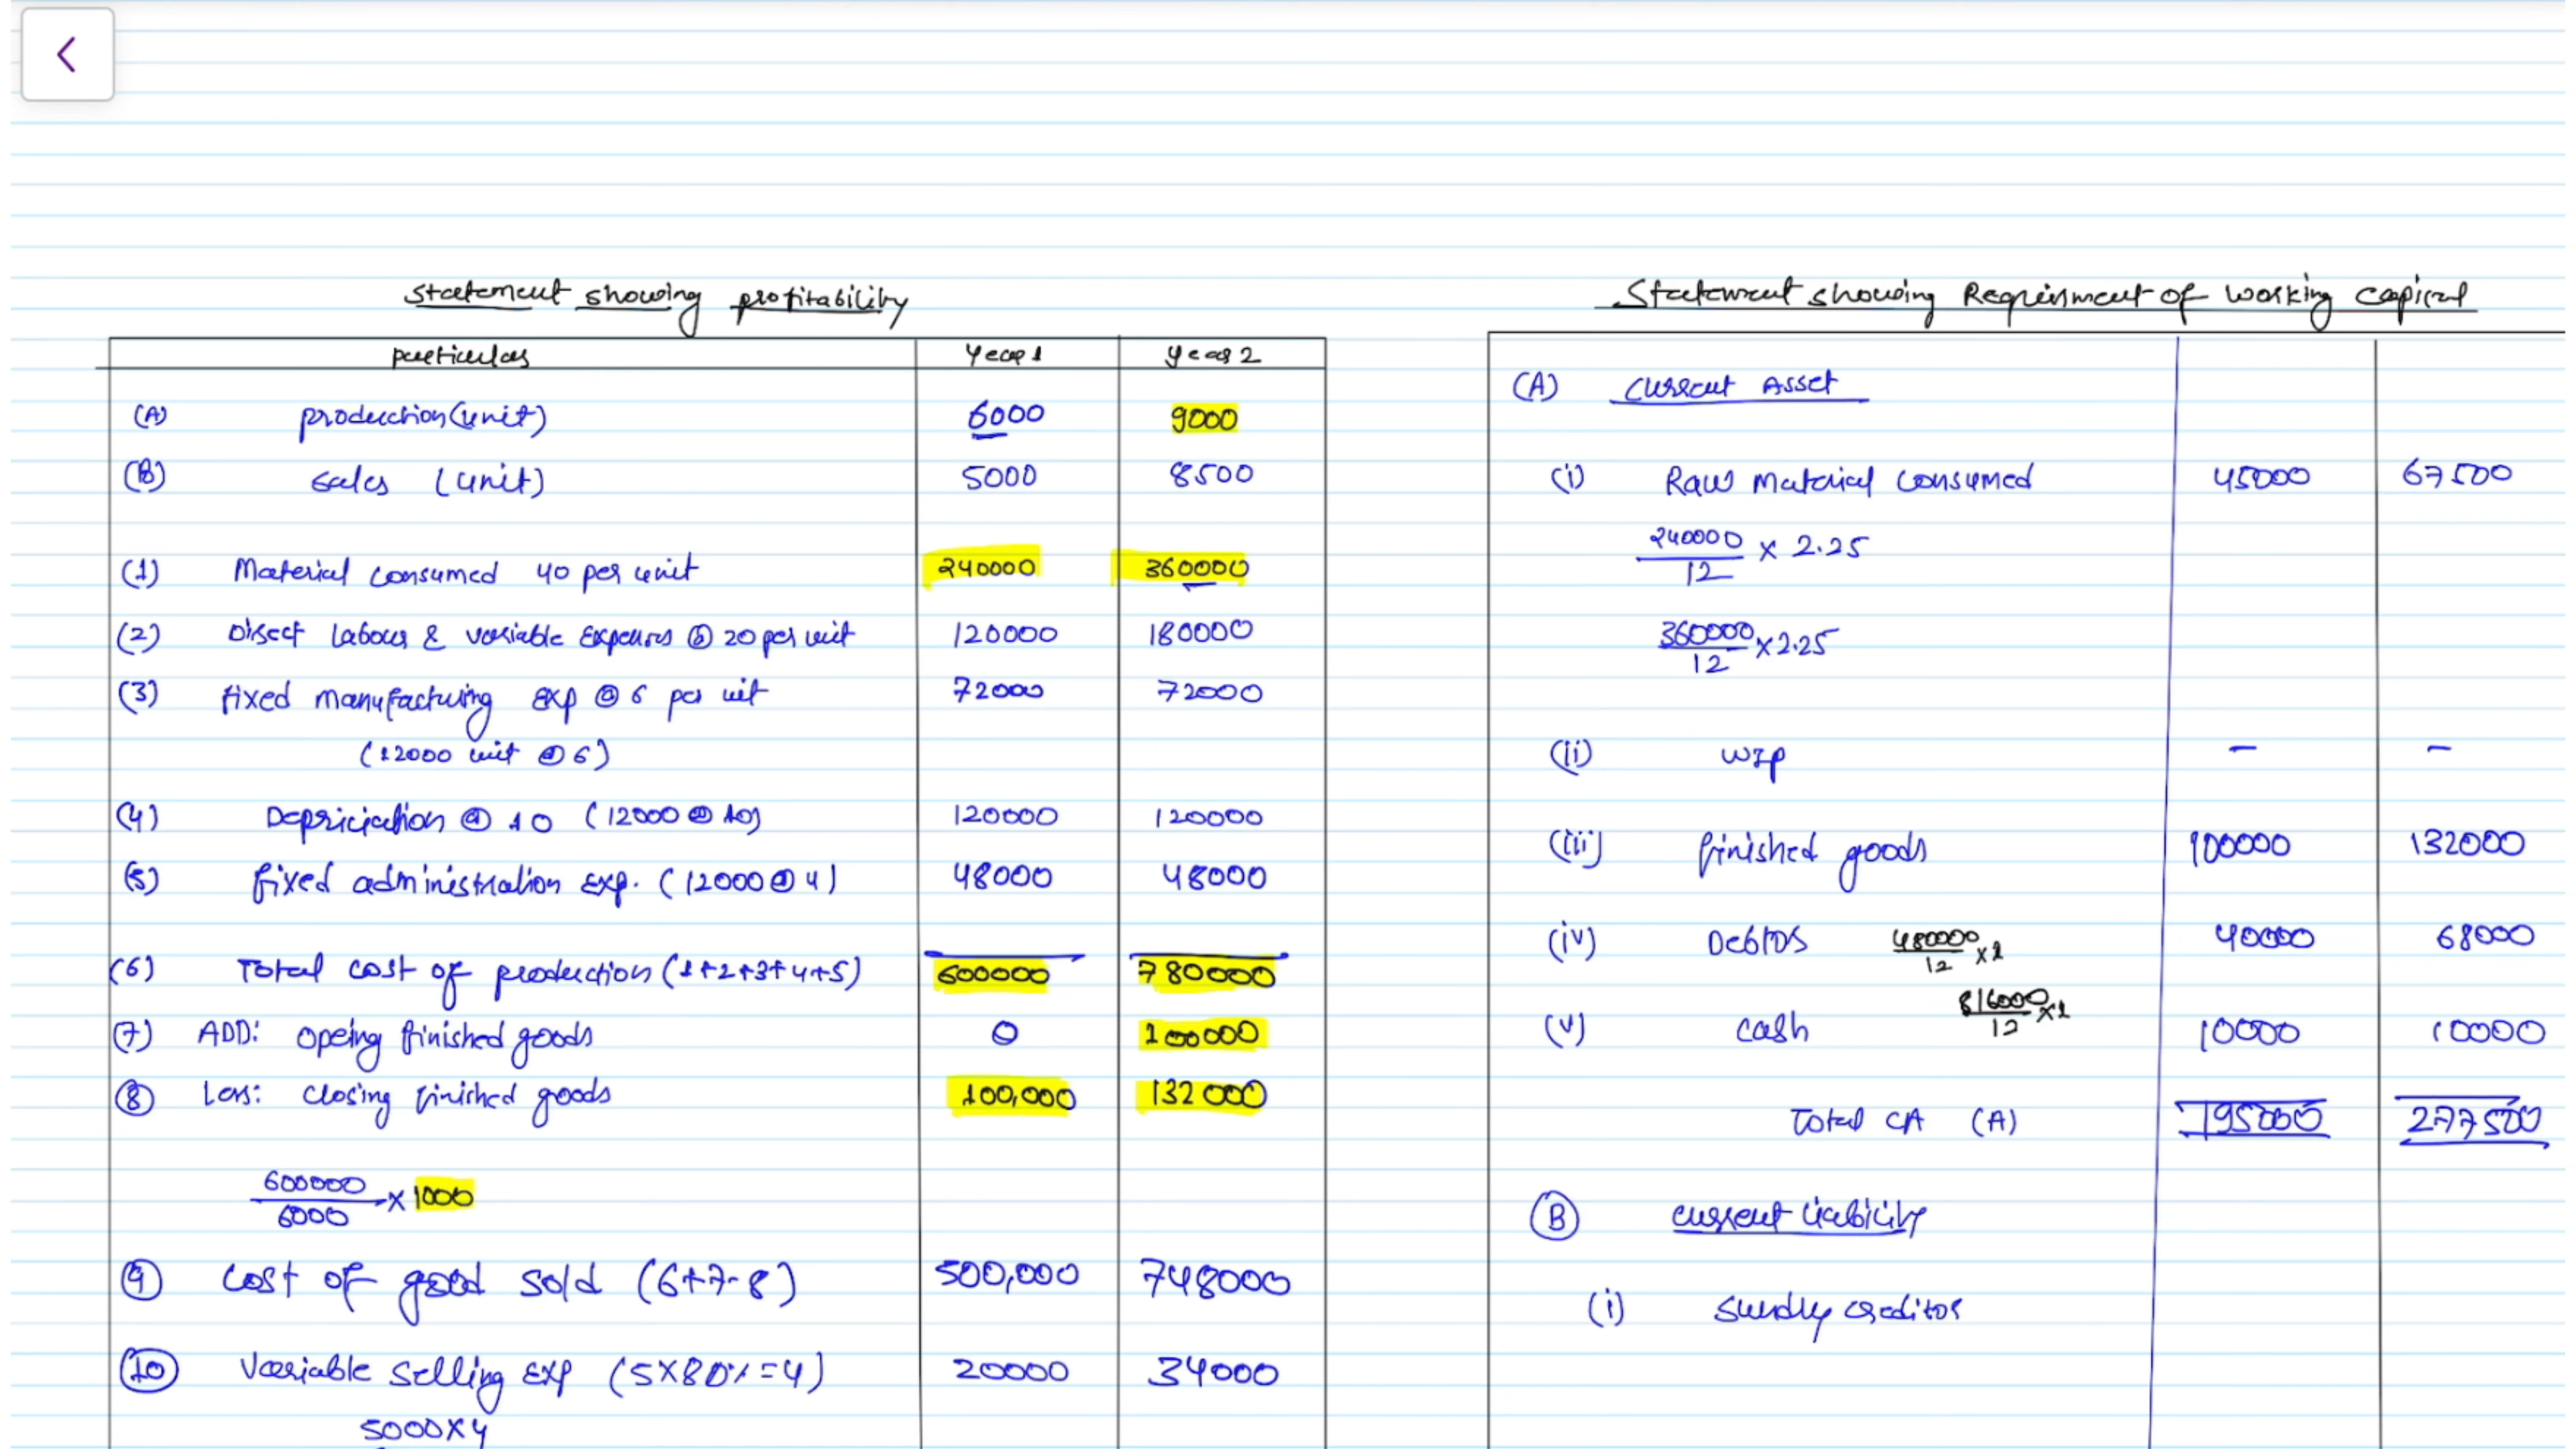 Statement showing profitability
particulars Year 1 Year 2
(A) production (unit) 6000 9000
(B) sales (unit) 5000 8500
(1) Material consumed 40 per unit 240000 360000
(2) Direct labour & variable Expenses @ 20 per unit 120000 180000
(3) fixed manufacturing exp @ 6 per unit 72000 72000
(12000 unit @ 6)
(4) Depriciation @ 10 (12000 @ 10) 120000 120000
(5) fixed administration Exp. (12000 @ 4) 48000 48000
(6) Total cost of production (1+2+3+4+5) 600000 780000
(7) ADD: opeing finished goods 0 100000
(8) Less: closing finished goods 100,000 132000
600000/6000 × 1000
(9) cost of good sold (6+7-8) 500,000 748000
(10) Variable selling exp (5×80%=4) 20000 34000
5000×4
Statement showing Requirment of working capital
(A) Current Asset
(i) Raw material consumed 45000 67500
240000/12 × 2.25
360000/12 × 2.25
(ii) WIP - -
(iii) finished goods 100000 132000
(iv) Debtos 480000/12 ×1 40000 68000
816000/12 ×1
(v) cash 10000 10000
Total CA (A) 195000 277500
(B) current liability
(i) sundry creditos